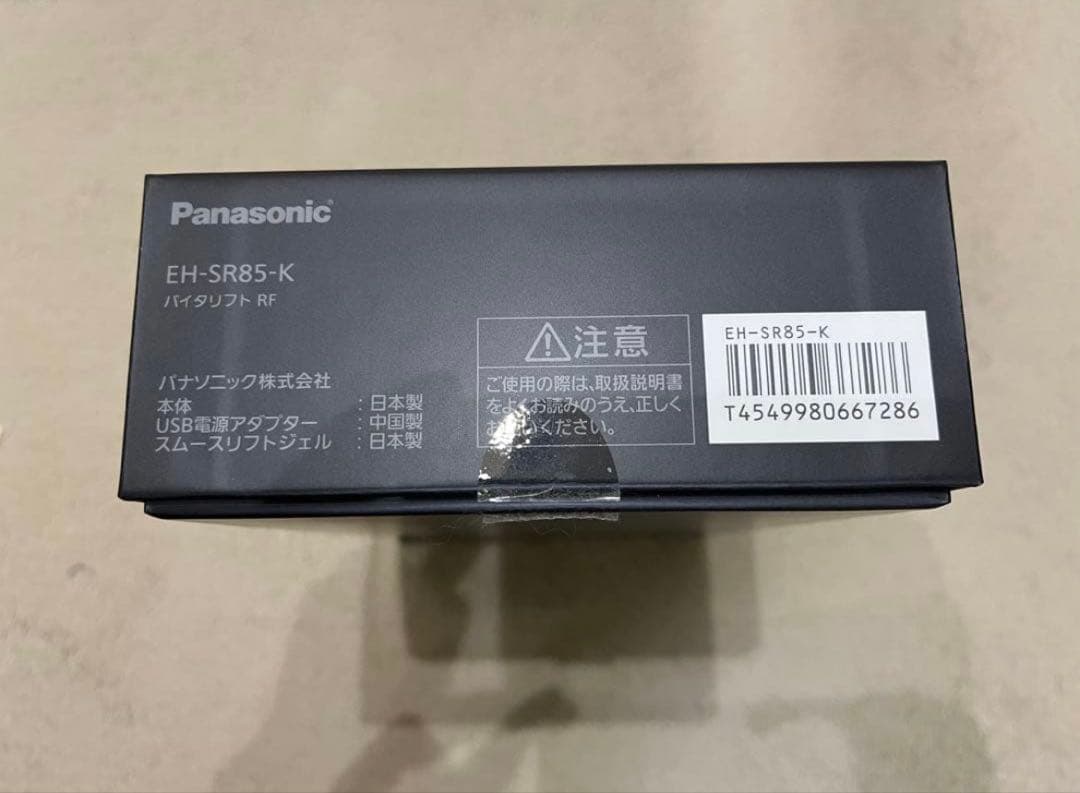 Panasonic
EH-SR85-K
バイタリフト RF
パナソニック株式会社
本体 : 日本製
USB電源アダプター : 中国製
スムースリフトジェル : 日本製
注意
ご使用の際は、取扱説明書
をよくお読みのうえ、正しく
お使いください。
EH-SR85-K
T4549980667286